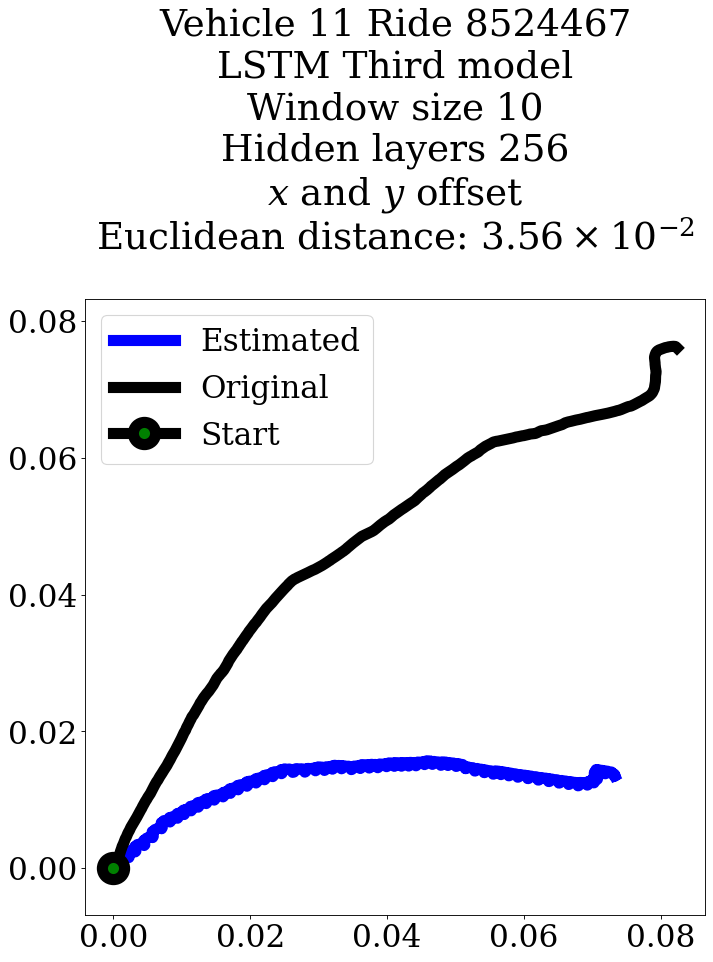 Vehicle 11 Ride 8524467
LSTM Third model
Window size 10
Hidden layers 256
x and y offset
Euclidean distance: 3.56 × 10⁻²
Estimated
Original
Start
0.08
0.06
0.04
0.02
0.00
0.00 0.02 0.04 0.06 0.08